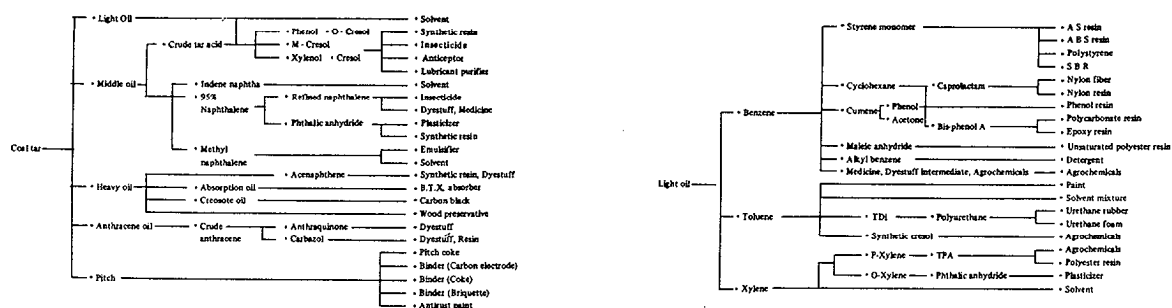 Coal tar
• Light Oil
• Solvent
• Middle oil
• Crude tar acid
• Phenol • O - Cresol
• M - Cresol
• Xylenol • Cresol
• Synthetic resin
• Insecticide
• Anticeptor
• Lubricant purifier
• Indene naphtha
• Solvent
• 95%
Naphthalene
• Refined naphthalene
• Insecticide
• Dyestuff, Medicine
• Phthalic anhydride
• Plasticizer
• Synthetic resin
• Methyl
naphthalene
• Emulsifier
• Solvent
• Heavy oil
• Acenaphthene
• Synthetic resin, Dyestuff
• Absorption oil
• B.T.X. absorber
• Creosote oil
• Carbon black
• Wood preservative
• Anthracene oil
• Crude
anthracene
• Anthraquinone
• Dyestuff
• Carbazol
• Dyestuff, Resin
• Pitch
• Pitch coke
• Binder (Carbon electrode)
• Binder (Coke)
• Binder (Briquette)
• Antirust paint
Light oil
• Benzene
• Styrene monomer
• A S resin
• A B S resin
• Polystyrene
• S B R
• Cyclohexane
• Caprolactam
• Nylon fiber
• Nylon resin
• Cumene
• Phenol
• Acetone
• Phenol resin
• Bis-phenol A
• Polycarbonate resin
• Epoxy resin
• Maleic anhydride
• Unsaturated polyester resin
• Alkyl benzene
• Detergent
• Medicine, Dyestuff Intermediate, Agrochemicals
• Agrochemicals
• Toluene
• Paint
• Solvent mixture
• TDI
• Polyurethane
• Urethane rubber
• Urethane foam
• Synthetic cresol
• Agrochemicals
• Xylene
• P-Xylene
• TPA
• Agrochemicals
• Polyester resin
• O-Xylene
• Phthalic anhydride
• Plasticizer
• Solvent